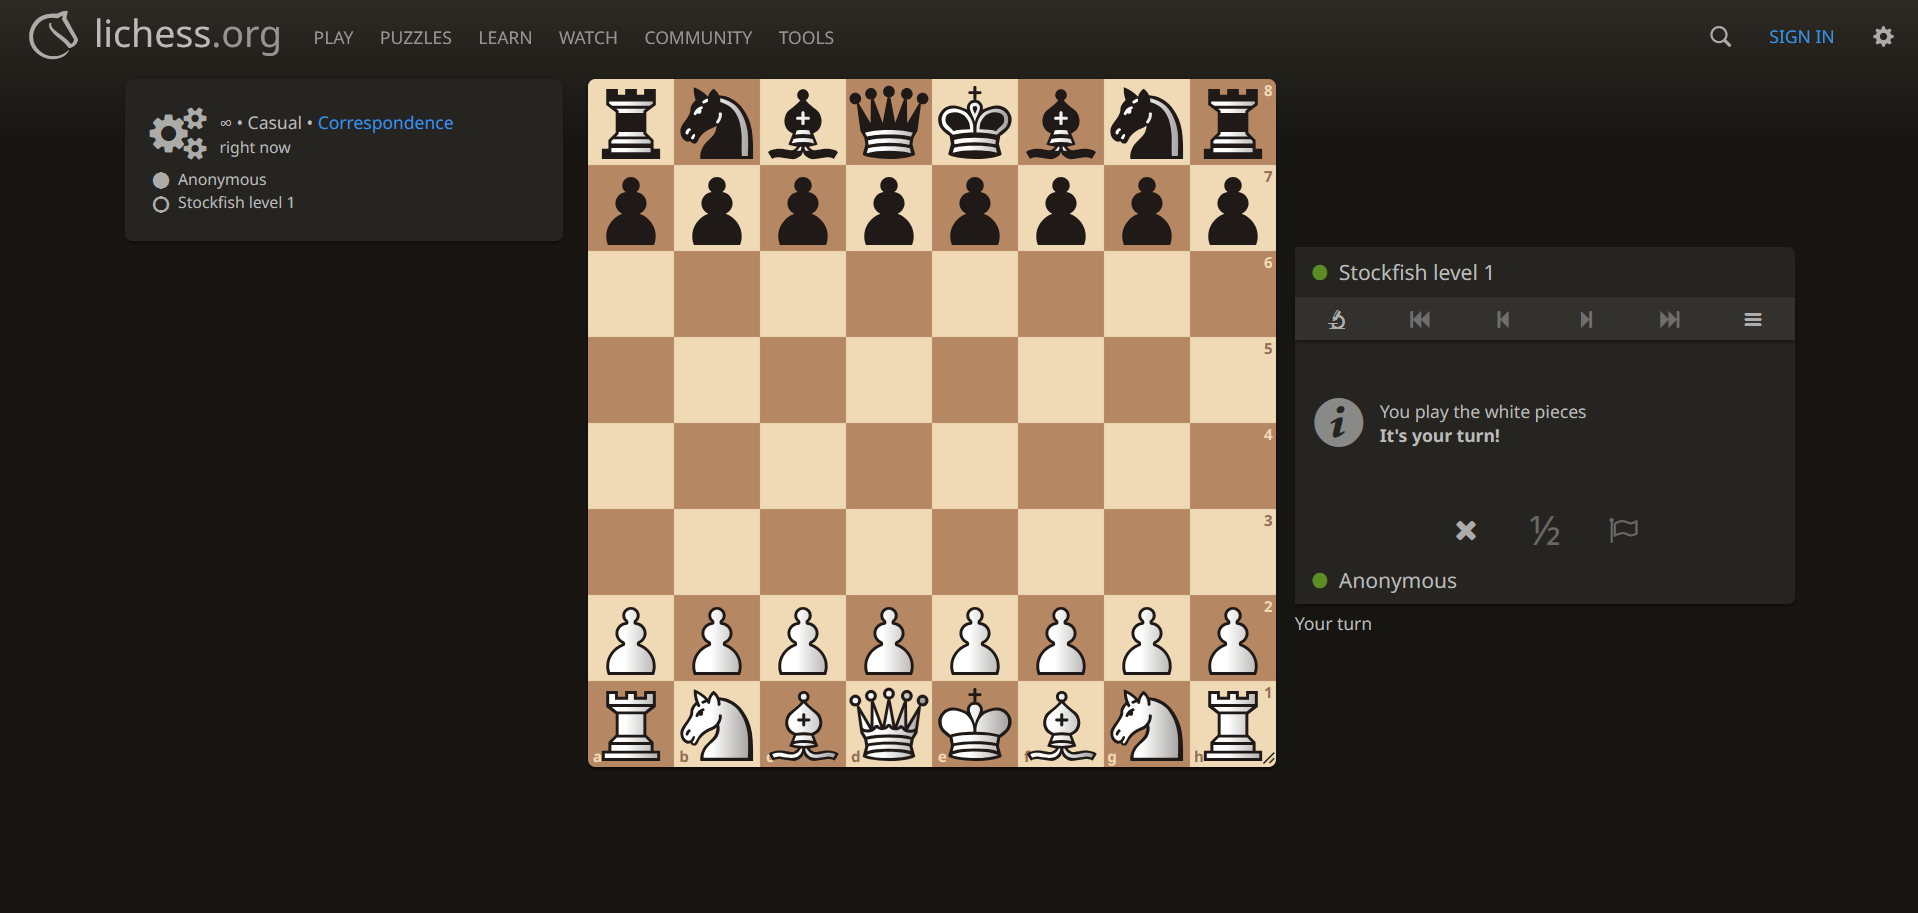 lichess.org PLAY PUZZLES LEARN WATCH COMMUNITY TOOLS SIGN IN
∞ • Casual • Correspondence
right now
Anonymous
Stockfish level 1
8
7
6
5
4
3
2
1
a b c d e f g h
Stockfish level 1
You play the white pieces
It's your turn!
½
Anonymous
Your turn